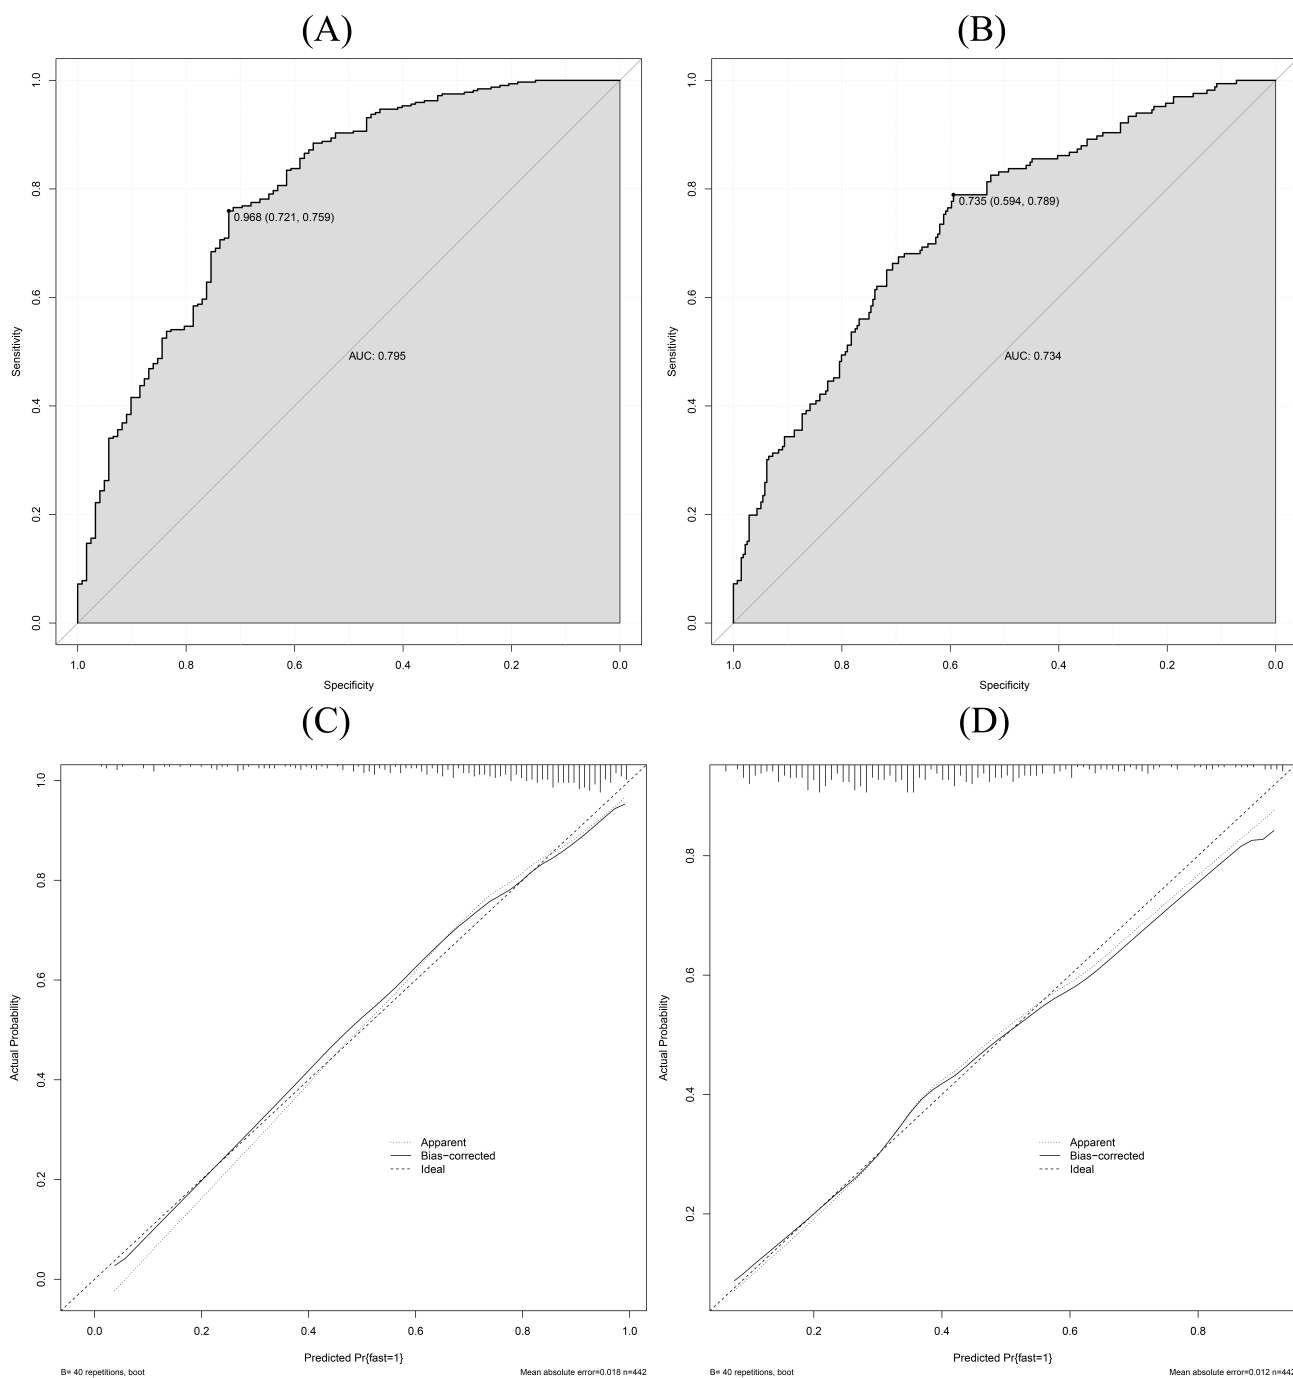 (A)
1.0
0.8
0.6
0.4
0.2
0.0
Sensitivity
0.968 (0.721, 0.759)
AUC: 0.795
1.0
0.8
0.6
0.4
0.2
0.0
Specificity
(B)
1.0
0.8
0.6
0.4
0.2
0.0
Sensitivity
0.735 (0.594, 0.789)
AUC: 0.734
1.0
0.8
0.6
0.4
0.2
0.0
Specificity
(C)
1.0
0.8
0.6
0.4
0.2
0.0
Actual Probability
Apparent
Bias−corrected
Ideal
0.0
0.2
0.4
0.6
0.8
1.0
Predicted Pr{fast=1}
B= 40 repetitions, boot
Mean absolute error=0.018 n=442
(D)
0.8
0.6
0.4
0.2
Actual Probability
Apparent
Bias−corrected
Ideal
0.2
0.4
0.6
0.8
Predicted Pr{fast=1}
B= 40 repetitions, boot
Mean absolute error=0.012 n=442